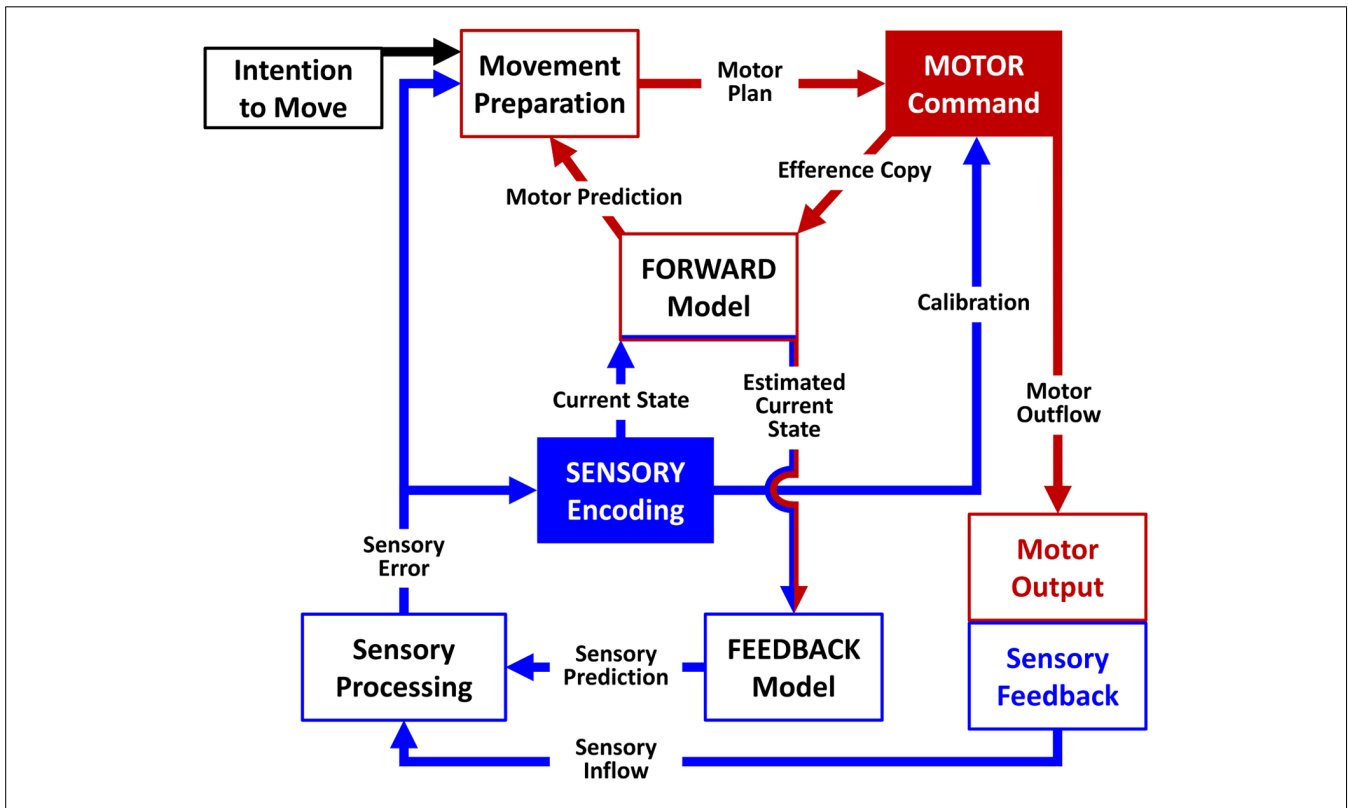 Intention
to Move
Movement
Preparation
Motor
Plan
MOTOR
Command
Efference Copy
Motor Prediction
FORWARD
Model
Calibration
Current State
Estimated
Current
State
Motor
Outflow
SENSORY
Encoding
Sensory
Error
Motor
Output
Sensory
Processing
Sensory
Prediction
FEEDBACK
Model
Sensory
Feedback
Sensory
Inflow